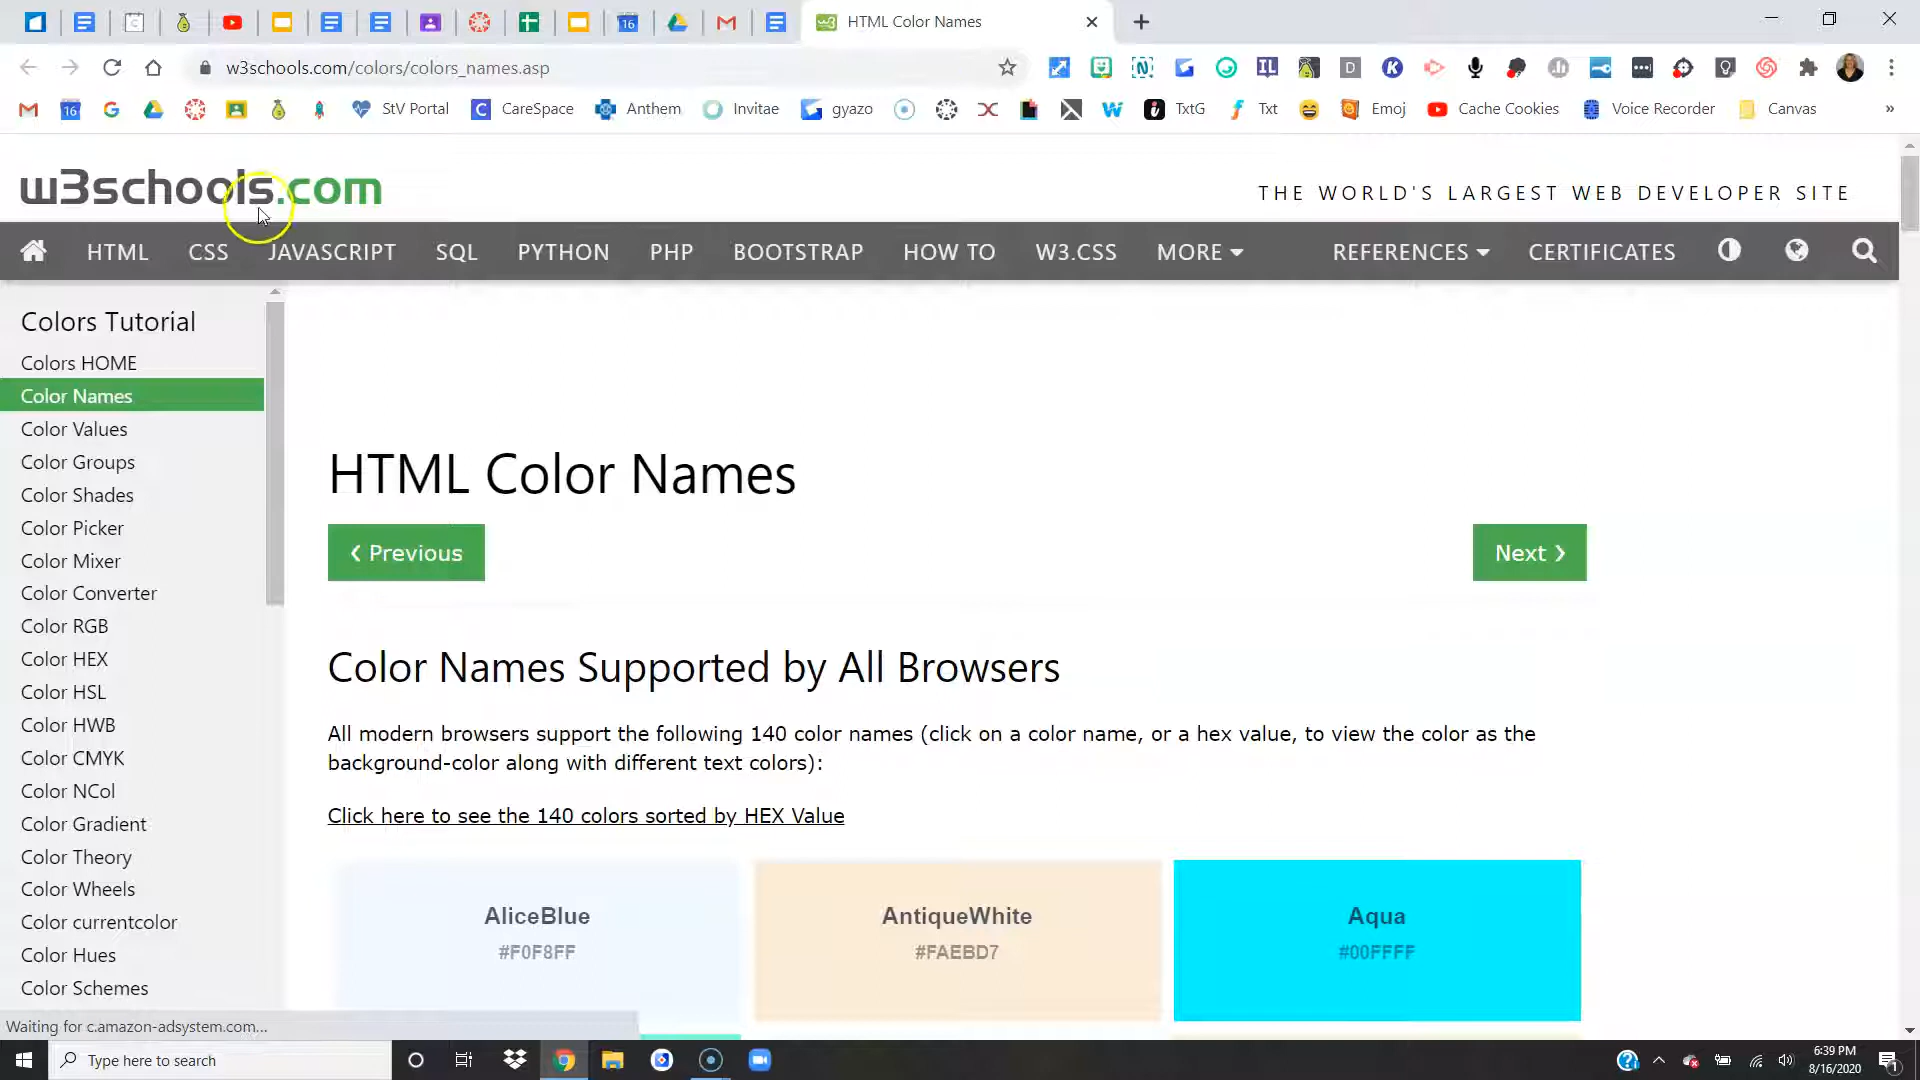 HTML Color Names
w3schools.com/colors/colors_names.asp
StV Portal CareSpace Anthem Invitae gyazo TxtG Txt Emoj Cache Cookies Voice Recorder Canvas »
w3schools.com
THE WORLD'S LARGEST WEB DEVELOPER SITE
HTML CSS JAVASCRIPT SQL PYTHON PHP BOOTSTRAP HOW TO W3.CSS MORE REFERENCES CERTIFICATES
Colors Tutorial
Colors HOME
Color Names
Color Values
Color Groups
Color Shades
Color Picker
Color Mixer
Color Converter
Color RGB
Color HEX
Color HSL
Color HWB
Color CMYK
Color NCol
Color Gradient
Color Theory
Color Wheels
Color currentcolor
Color Hues
Color Schemes
HTML Color Names
❮ Previous
Next ❯
Color Names Supported by All Browsers
All modern browsers support the following 140 color names (click on a color name, or a hex value, to view the color as the
background-color along with different text colors):
Click here to see the 140 colors sorted by HEX Value
AliceBlue
#F0F8FF
AntiqueWhite
#FAEBD7
Aqua
#00FFFF
Waiting for c.amazon-adsystem.com...
Type here to search
6:39 PM
8/16/2020